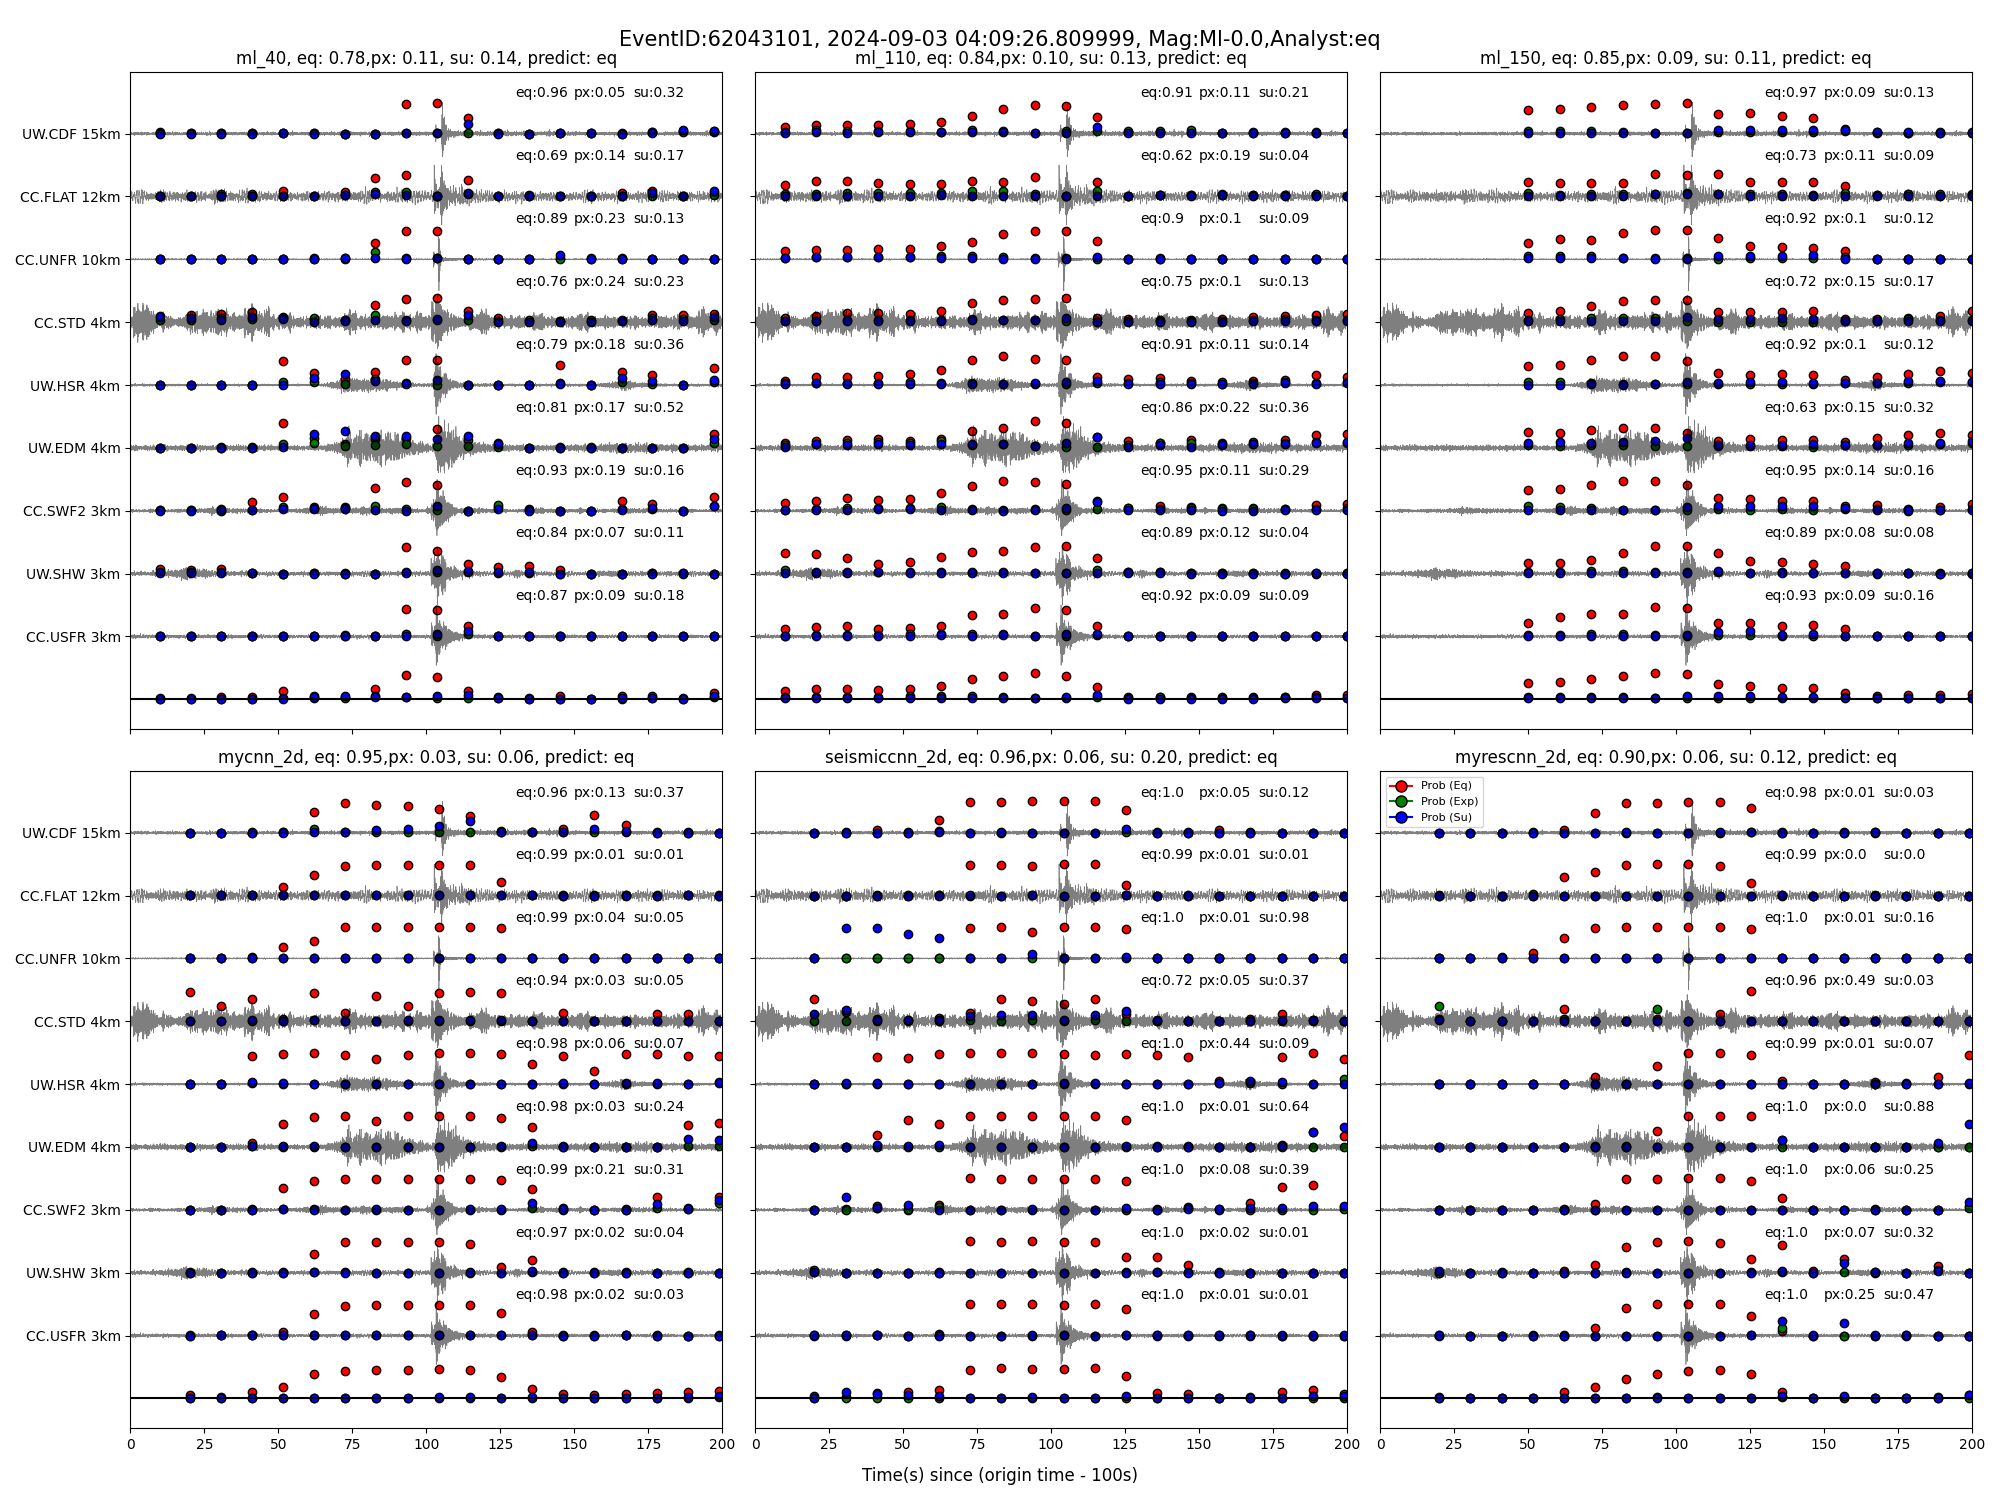 EventID:62043101, 2024-09-03 04:09:26.809999, Mag:Ml-0.0,Analyst:eq
ml_40, eq: 0.78,px: 0.11, su: 0.14, predict: eq
UW.CDF 15km eq:0.96 px:0.05 su:0.32
CC.FLAT 12km eq:0.69 px:0.14 su:0.17
CC.UNFR 10km eq:0.89 px:0.23 su:0.13
CC.STD 4km eq:0.76 px:0.24 su:0.23
UW.HSR 4km eq:0.79 px:0.18 su:0.36
UW.EDM 4km eq:0.81 px:0.17 su:0.52
CC.SWF2 3km eq:0.93 px:0.19 su:0.16
UW.SHW 3km eq:0.84 px:0.07 su:0.11
CC.USFR 3km eq:0.87 px:0.09 su:0.18
ml_110, eq: 0.84,px: 0.10, su: 0.13, predict: eq
eq:0.91 px:0.11 su:0.21
eq:0.62 px:0.19 su:0.04
eq:0.9 px:0.1 su:0.09
eq:0.75 px:0.1 su:0.13
eq:0.91 px:0.11 su:0.14
eq:0.86 px:0.22 su:0.36
eq:0.95 px:0.11 su:0.29
eq:0.89 px:0.12 su:0.04
eq:0.92 px:0.09 su:0.09
ml_150, eq: 0.85,px: 0.09, su: 0.11, predict: eq
eq:0.97 px:0.09 su:0.13
eq:0.73 px:0.11 su:0.09
eq:0.92 px:0.1 su:0.12
eq:0.72 px:0.15 su:0.17
eq:0.92 px:0.1 su:0.12
eq:0.63 px:0.15 su:0.32
eq:0.95 px:0.14 su:0.16
eq:0.89 px:0.08 su:0.08
eq:0.93 px:0.09 su:0.16
mycnn_2d, eq: 0.95,px: 0.03, su: 0.06, predict: eq
UW.CDF 15km eq:0.96 px:0.13 su:0.37
CC.FLAT 12km eq:0.99 px:0.01 su:0.01
CC.UNFR 10km eq:0.99 px:0.04 su:0.05
CC.STD 4km eq:0.94 px:0.03 su:0.05
UW.HSR 4km eq:0.98 px:0.06 su:0.07
UW.EDM 4km eq:0.98 px:0.03 su:0.24
CC.SWF2 3km eq:0.99 px:0.21 su:0.31
UW.SHW 3km eq:0.97 px:0.02 su:0.04
CC.USFR 3km eq:0.98 px:0.02 su:0.03
0 25 50 75 100 125 150 175 200
seismiccnn_2d, eq: 0.96,px: 0.06, su: 0.20, predict: eq
eq:1.0 px:0.05 su:0.12
eq:0.99 px:0.01 su:0.01
eq:1.0 px:0.01 su:0.98
eq:0.72 px:0.05 su:0.37
eq:1.0 px:0.44 su:0.09
eq:1.0 px:0.01 su:0.64
eq:1.0 px:0.08 su:0.39
eq:1.0 px:0.02 su:0.01
eq:1.0 px:0.01 su:0.01
0 25 50 75 100 125 150 175 200
myrescnn_2d, eq: 0.90,px: 0.06, su: 0.12, predict: eq
Prob (Eq)
Prob (Exp)
Prob (Su)
eq:0.98 px:0.01 su:0.03
eq:0.99 px:0.0 su:0.0
eq:1.0 px:0.01 su:0.16
eq:0.96 px:0.49 su:0.03
eq:0.99 px:0.01 su:0.07
eq:1.0 px:0.0 su:0.88
eq:1.0 px:0.06 su:0.25
eq:1.0 px:0.07 su:0.32
eq:1.0 px:0.25 su:0.47
0 25 50 75 100 125 150 175 200
Time(s) since (origin time - 100s)